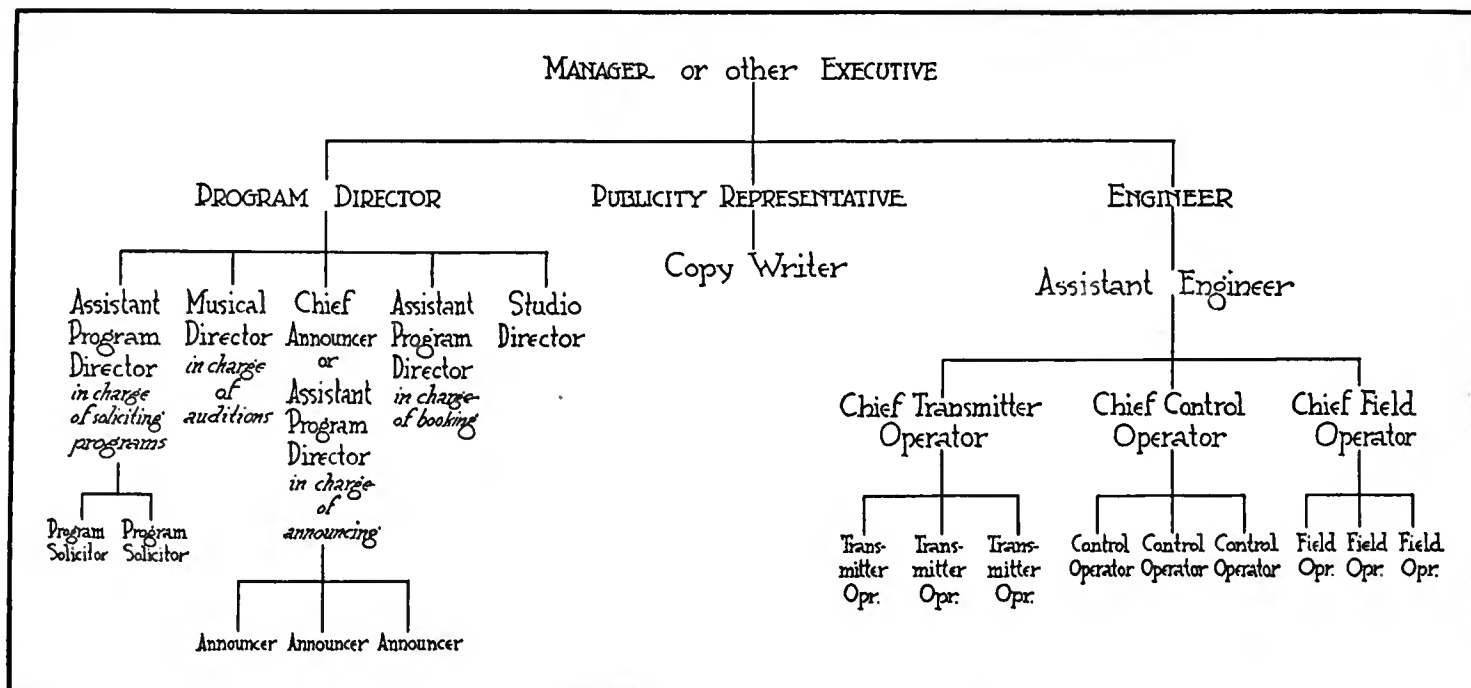 MANAGER or other EXECUTIVE
PROGRAM DIRECTOR
PUBLICITY REPRESENTATIVE
ENGINEER
Copy Writer
Assistant Engineer
Assistant
Program
Director
in charge
of soliciting
programs
Musical
Director
in charge
of
auditions
Chief
Announcer
or
Assistant
Program
Director
in charge
of
announcing
Assistant
Program
Director
in charge
of booking
Studio
Director
Chief Transmitter
Operator
Chief Control
Operator
Chief Field
Operator
Program
Solicitor
Program
Solicitor
Trans-
mitter
Opr.
Trans-
mitter
Opr.
Trans-
mitter
Opr.
Control
Operator
Control
Operator
Control
Operator
Field
Opr.
Field
Opr.
Field
Opr.
Announcer
Announcer
Announcer